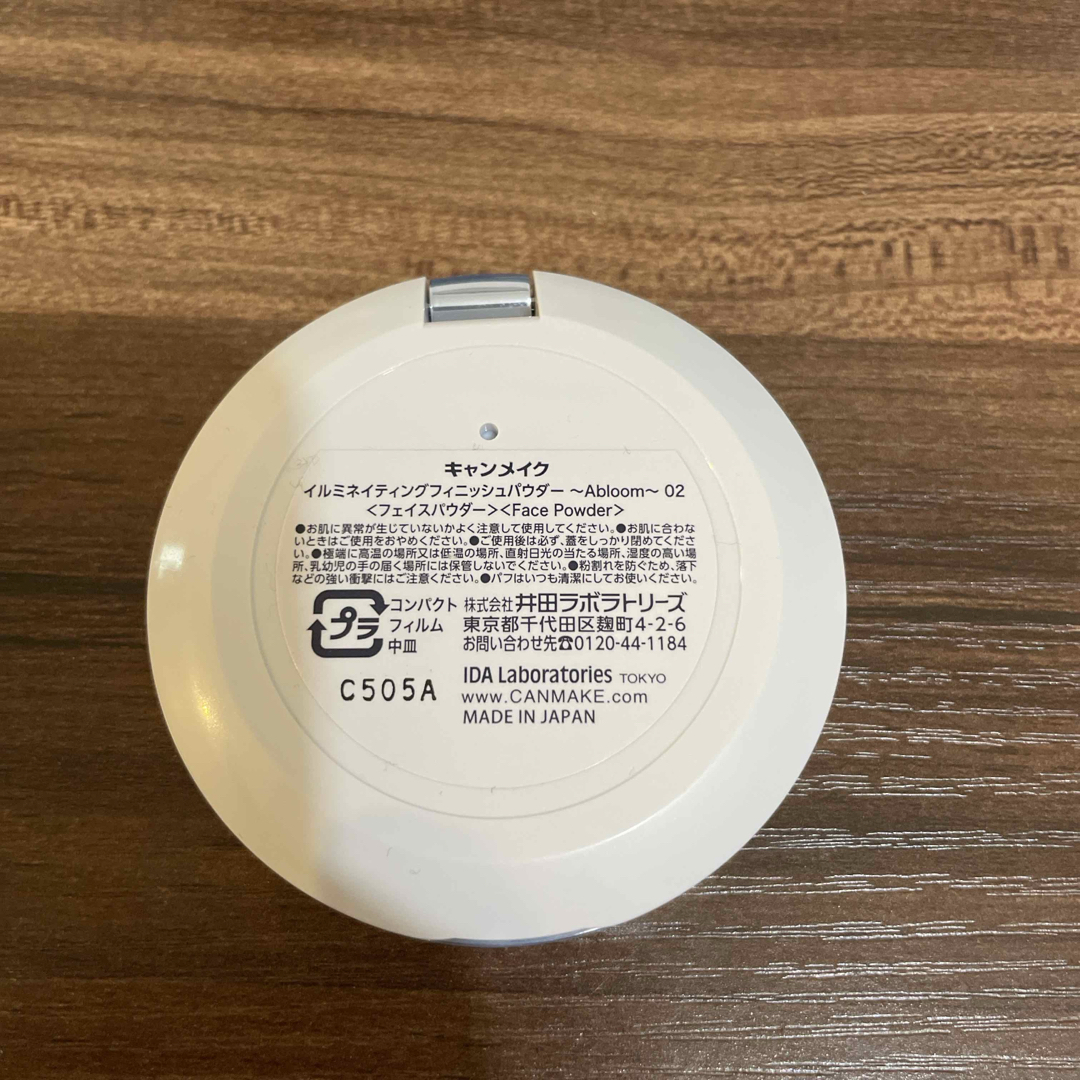 キャンメイク
イルミネイティングフィニッシュパウダー 〜Abloom〜 02
<フェイスパウダー><Face Powder>
●お肌に異常が生じていないかよく注意して使用してください。●お肌に合わな
いときはご使用をおやめください。●ご使用後は必ず、蓋をしっかり閉めてくださ
い。●極端に高温の場所又は低温の場所、直射日光の当たる場所、湿度の高い場
所、乳幼児の手の届く場所には保管しないでください。●粉割れを防ぐため、落下
などの強い衝撃にはご注意ください。●パフはいつも清潔にしてお使いください。
プラ
コンパクト
フィルム
中皿
株式会社 井田ラボラトリーズ
東京都千代田区麹町4-2-6
お問い合わせ先☎0120-44-1184
C505A
IDA Laboratories TOKYO
www.CANMAKE.com
MADE IN JAPAN